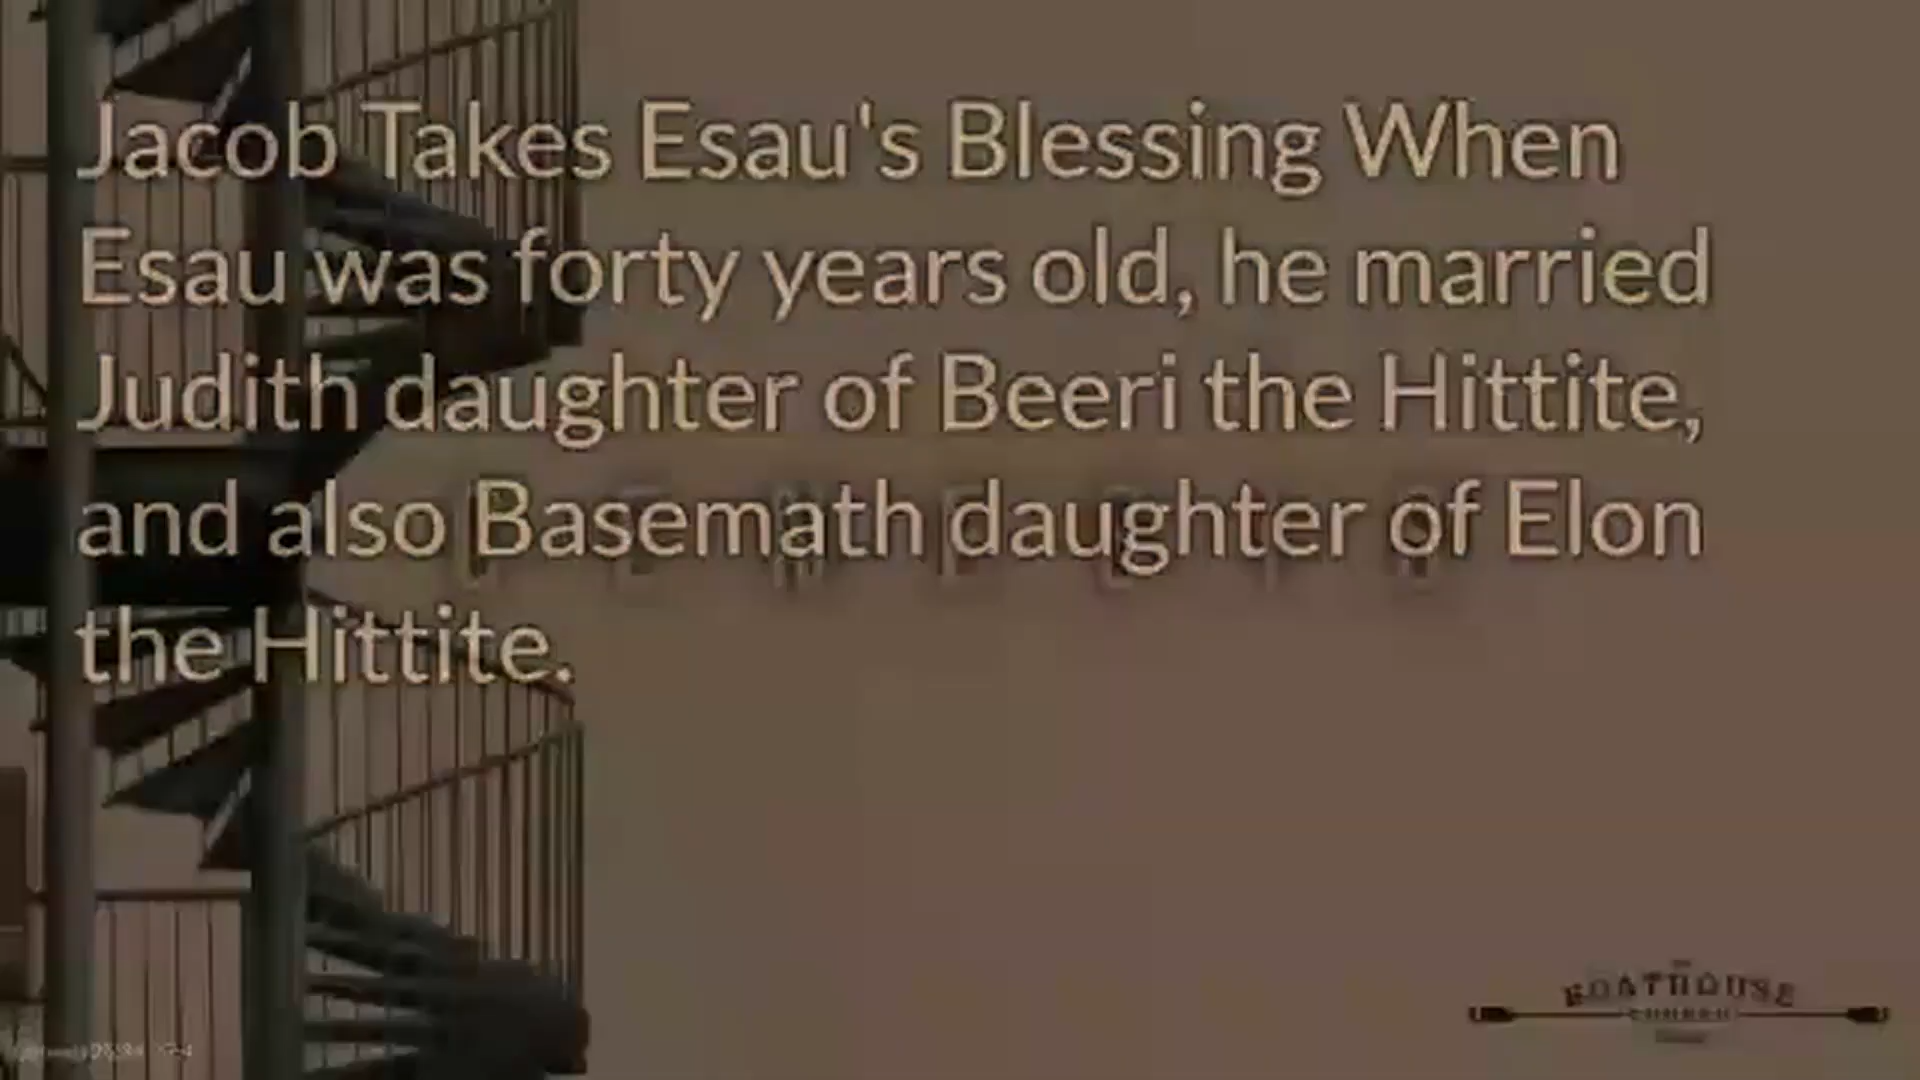 Jacob Takes Esau's Blessing When
Esau was forty years old, he married
Judith daughter of Beeri the Hittite,
and also Basemath daughter of Elon
the Hittite.
BOATHOUSE
CHURCH